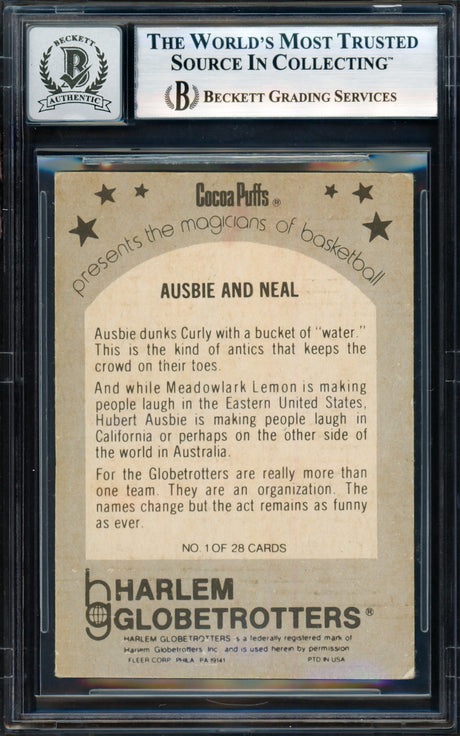 BECKETT
B
AUTHENTIC
THE WORLD'S MOST TRUSTED
SOURCE IN COLLECTING™
B BECKETT GRADING SERVICES
Cocoa Puffs®
presents the magicians of basketball
AUSBIE AND NEAL
Ausbie dunks Curly with a bucket of "water."
This is the kind of antics that keeps the
crowd on their toes.
And while Meadowlark Lemon is making
people laugh in the Eastern United States,
Hubert Ausbie is making people laugh in
California or perhaps on the other side of
the world in Australia.
For the Globetrotters are really more than
one team. They are an organization. The
names change but the act remains as funny
as ever.
NO. 1 OF 28 CARDS
hg HARLEM
GLOBETROTTERS®
HARLEM GLOBETROTTERS is a federally registered mark of
Harlem Globetrotters Inc. and is used herein by permission
FLEER CORP. PHILA. PA 19141 PTD IN USA